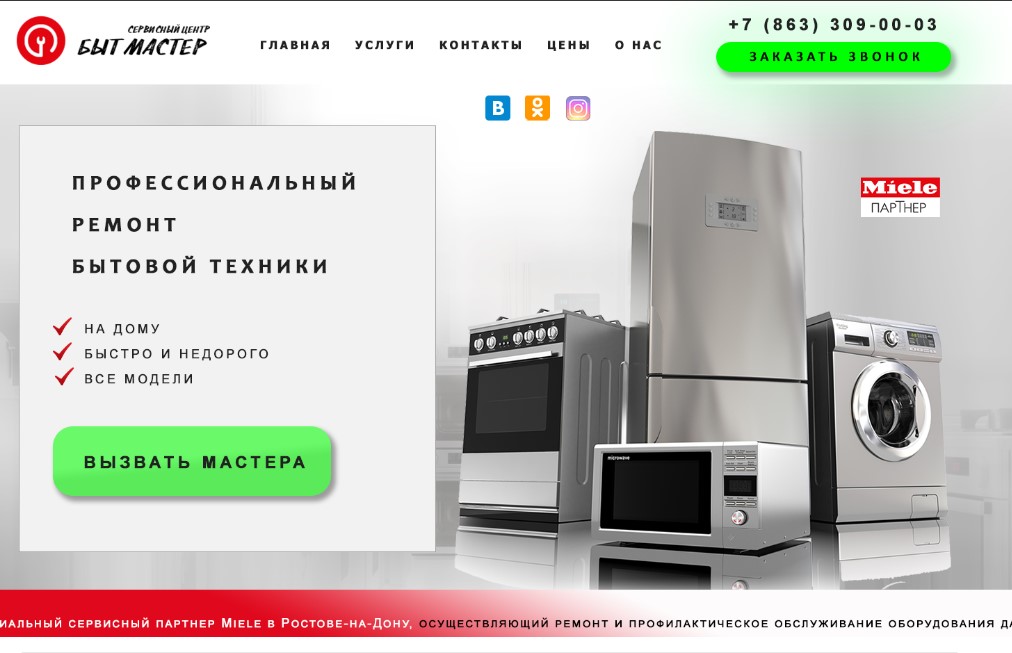 СЕРВИСНЫЙ ЦЕНТР
БЫТ МАСТЕР
ГЛАВНАЯ УСЛУГИ КОНТАКТЫ ЦЕНЫ О НАС
+7 (863) 309-00-03
ЗАКАЗАТЬ ЗВОНОК
ПРОФЕССИОНАЛЬНЫЙ
РЕМОНТ
БЫТОВОЙ ТЕХНИКИ
НА ДОМУ
БЫСТРО И НЕДОРОГО
ВСЕ МОДЕЛИ
ВЫЗВАТЬ МАСТЕРА
Miele
ПАРТНЕР
microwave
ИАЛЬНЫЙ СЕРВИСНЫЙ ПАРТНЕР MIELE В РОСТОВЕ-НА-ДОНУ, ОСУЩЕСТВЛЯЮЩИЙ РЕМОНТ И ПРОФИЛАКТИЧЕСКОЕ ОБСЛУЖИВАНИЕ ОБОРУДОВАНИЯ ДА